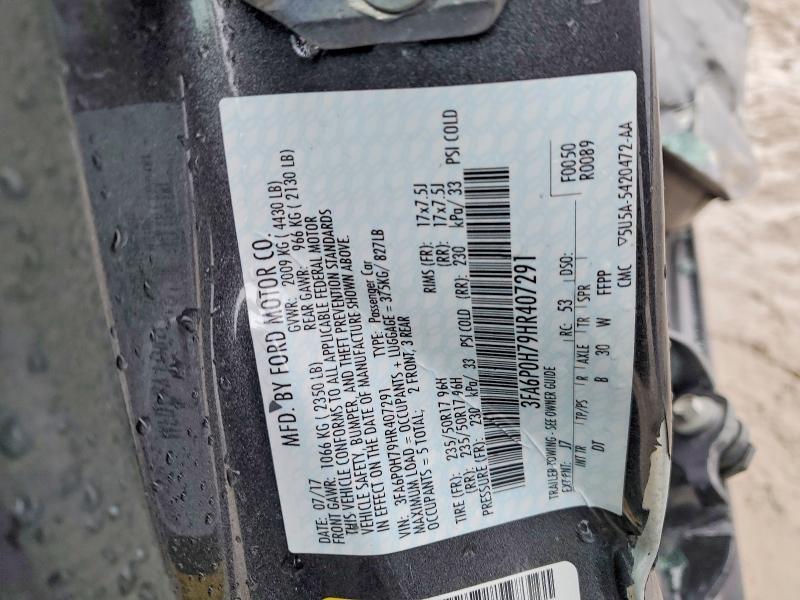 MFD. BY FORD MOTOR CO.
DATE: 07/17 GVWR: 2009 KG ( 4430 LB)
FRONT GAWR: 1066 KG ( 2350 LB) REAR GAWR: 966 KG ( 2130 LB)
THIS VEHICLE CONFORMS TO ALL APPLICABLE FEDERAL MOTOR
VEHICLE SAFETY, BUMPER, AND THEFT PREVENTION STANDARDS
IN EFFECT ON THE DATE OF MANUFACTURE SHOWN ABOVE.
VIN: 3FA6P0H79HR407291 TYPE: Passenger Car
MAXIMUM LOAD = OCCUPANTS + LUGGAGE = 375KG/ 827LB
OCCUPANTS = 5 TOTAL; 2 FRONT, 3 REAR
TIRE (FR): 235/50R17 96H RIMS (FR): 17x7.5J
(RR): 235/50R17 96H (RR): 17x7.5J
PRESSURE (FR): 230 kPa/ 33 PSI COLD (RR): 230 kPa/ 33 PSI COLD
3FA6P0H79HR407291
F0050
R0089
TRAILER-TOWING - SEE OWNER GUIDE
EXT PNT: J7 RC: 53 DSO:
INT TR TP/PS R AXLE TR SPR
DT B 30 W FFPP
CMC ▽5U5A-5420472-AA